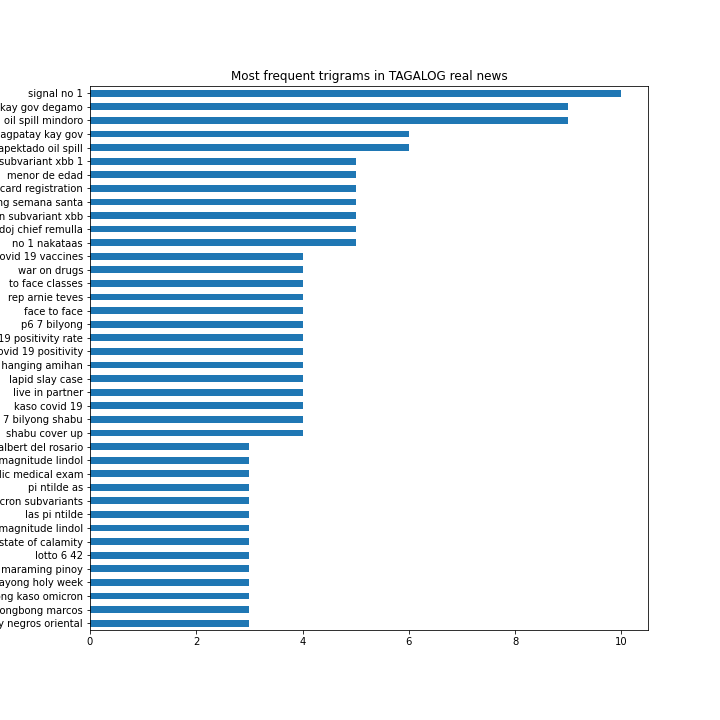 Most frequent trigrams in TAGALOG real news
signal no 1
kay gov degamo
oil spill mindoro
agpatay kay gov
apektado oil spill
subvariant xbb 1
menor de edad
card registration
ng semana santa
n subvariant xbb
doj chief remulla
no 1 nakataas
ovid 19 vaccines
war on drugs
to face classes
rep arnie teves
face to face
p6 7 bilyong
19 positivity rate
ovid 19 positivity
hanging amihan
lapid slay case
live in partner
kaso covid 19
7 bilyong shabu
shabu cover up
albert del rosario
magnitude lindol
lic medical exam
pi ntilde as
cron subvariants
las pi ntilde
magnitude lindol
state of calamity
lotto 6 42
maraming pinoy
ayong holy week
ong kaso omicron
ongbong marcos
y negros oriental
0 2 4 6 8 10